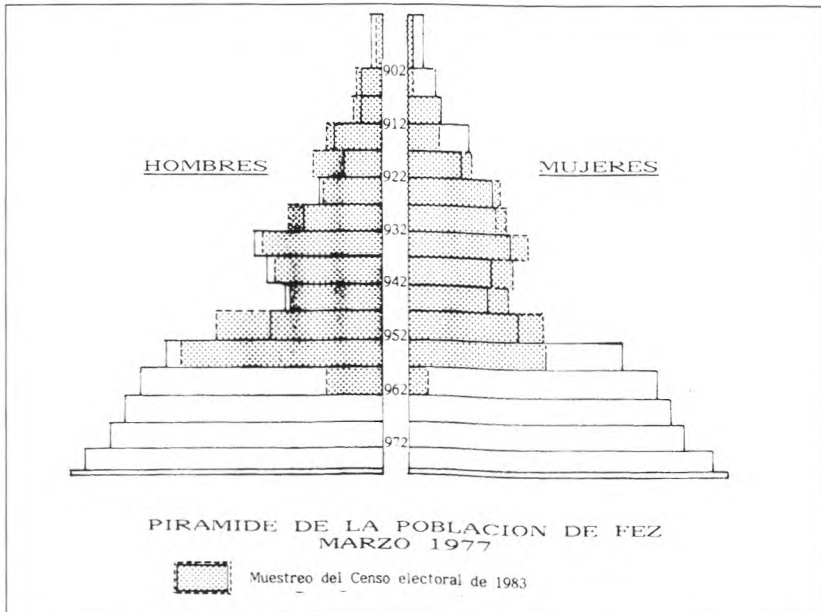 902
912
HOMBRES
MUJERES
922
932
942
952
962
972
PIRAMIDE DE LA POBLACION DE FEZ
MARZO 1977
Muestreo del Censo electoral de 1983